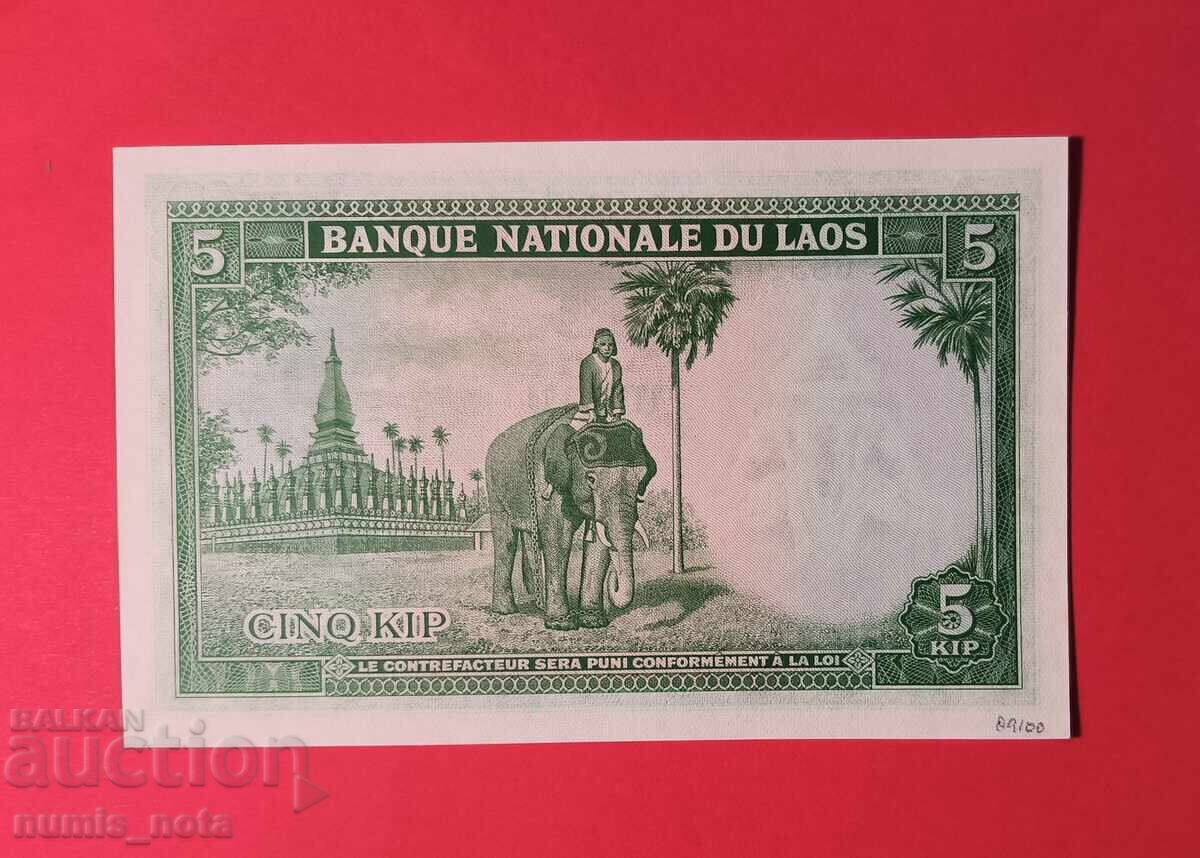 5 BANQUE NATIONALE DU LAOS 5
CINQ KIP
5
KIP
LE CONTREFACTEUR SERA PUNI CONFORMÉMENT À LA LOI
BALKAN
auction
numis_nota